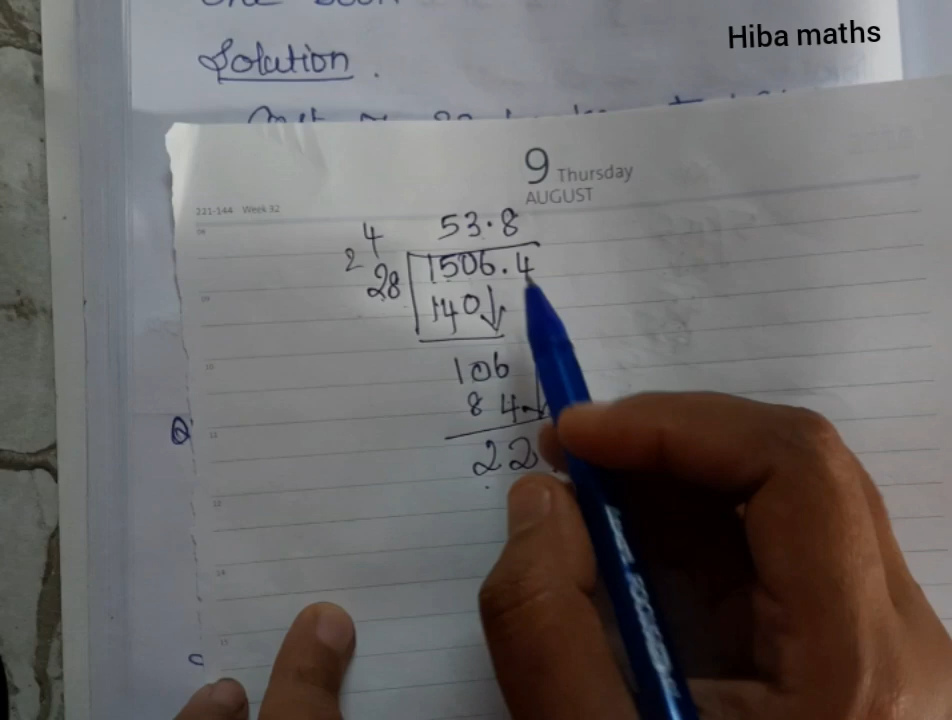 Hiba maths
Solution.
9 Thursday
AUGUST
221-144 Week 32
4 53.8
2
28 1506.4
140
106
84
22